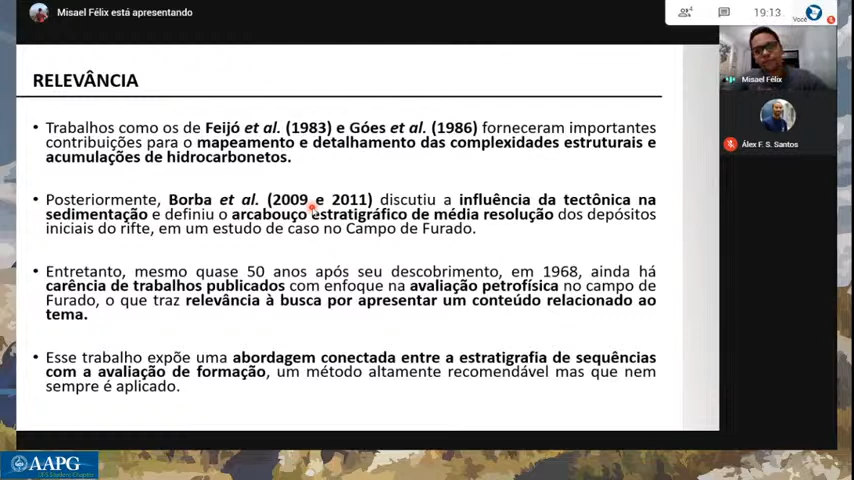 Misael Félix está apresentando
4
19:13
Você
RELEVÂNCIA
• Trabalhos como os de Feijó et al. (1983) e Góes et al. (1986) forneceram importantes
contribuições para o mapeamento e detalhamento das complexidades estruturais e
acumulações de hidrocarbonetos.
• Posteriormente, Borba et al. (2009 e 2011) discutiu a influência da tectônica na
sedimentação e definiu o arcabouço estratigráfico de média resolução dos depósitos
iniciais do rifte, em um estudo de caso no Campo de Furado.
• Entretanto, mesmo quase 50 anos após seu descobrimento, em 1968, ainda há
carência de trabalhos publicados com enfoque na avaliação petrofísica no campo de
Furado, o que traz relevância à busca por apresentar um conteúdo relacionado ao
tema.
• Esse trabalho expõe uma abordagem conectada entre a estratigrafia de sequências
com a avaliação de formação, um método altamente recomendável mas que nem
sempre é aplicado.
Misael Félix
Álex F. S. Santos
AAPG
Student Chapter